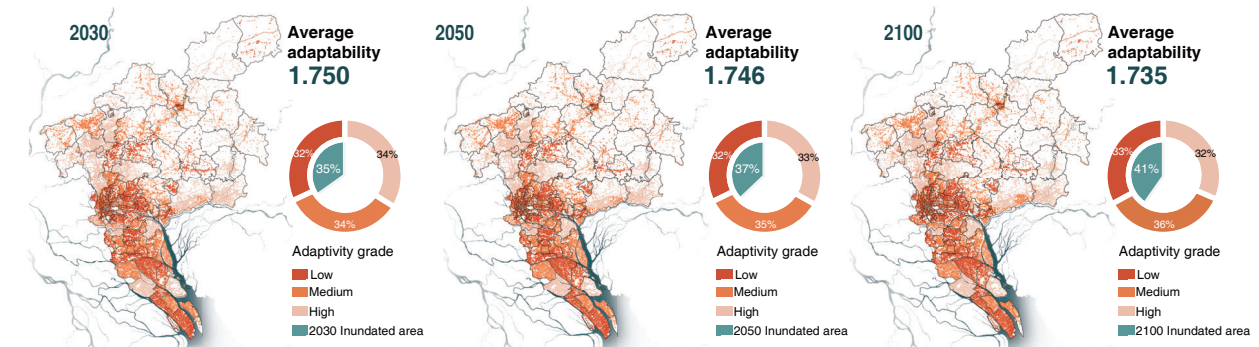 2030
Average
adaptability
1.750
32%
35%
34%
34%
Adaptivity grade
Low
Medium
High
2030 Inundated area
2050
Average
adaptability
1.746
32%
37%
33%
35%
Adaptivity grade
Low
Medium
High
2050 Inundated area
2100
Average
adaptability
1.735
33%
41%
32%
36%
Adaptivity grade
Low
Medium
High
2100 Inundated area